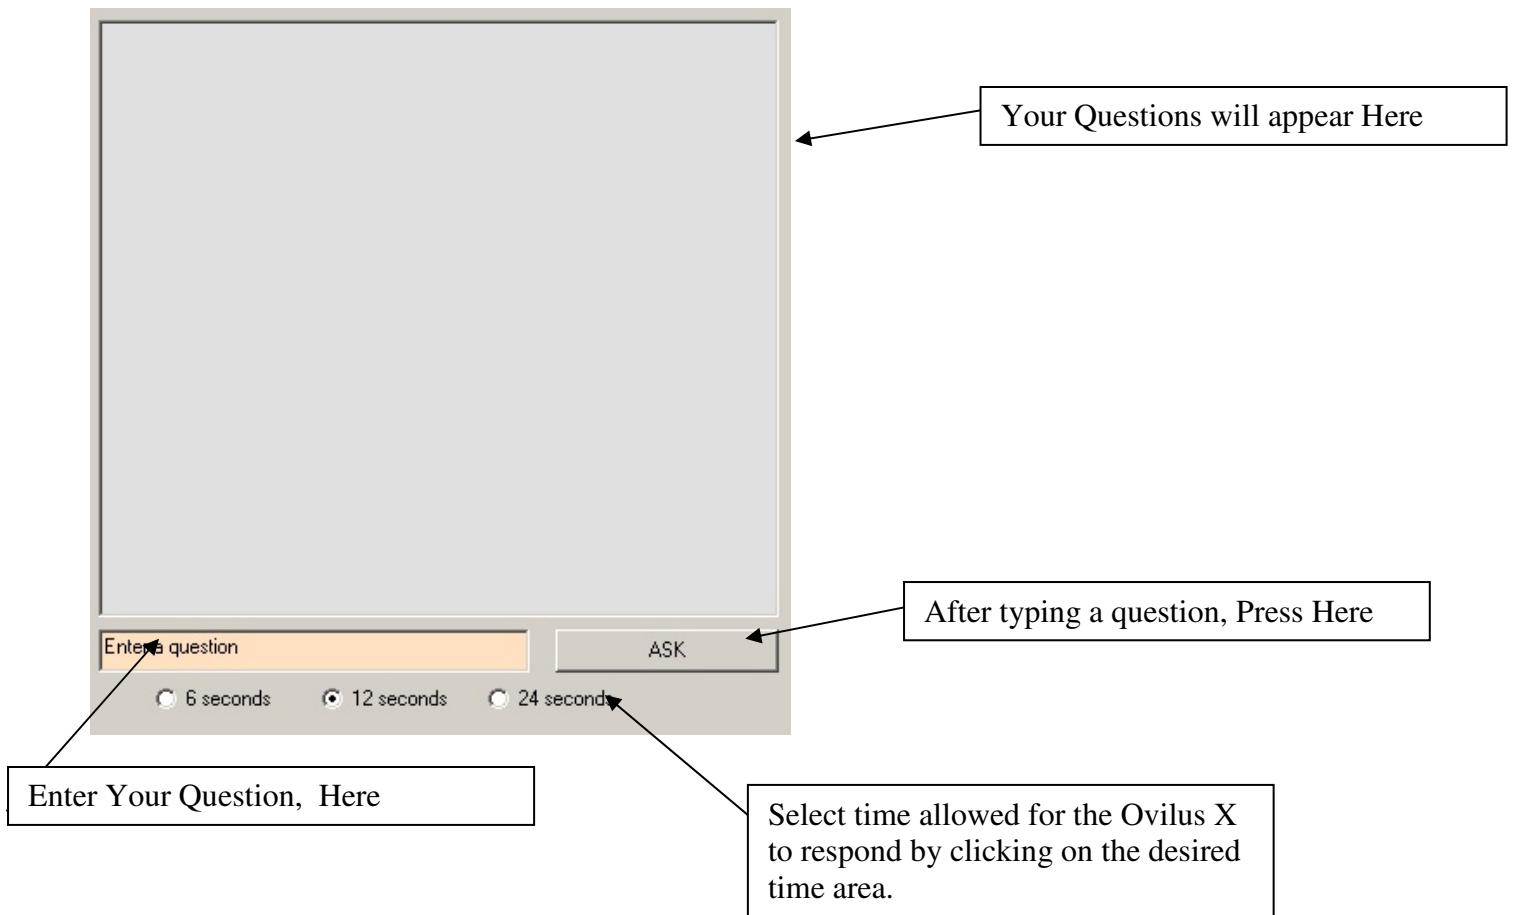 Your Questions will appear Here
After typing a question, Press Here
Enter a question
ASK
6 seconds
12 seconds
24 seconds
Enter Your Question,  Here
Select time allowed for the Ovilus X
to respond by clicking on the desired
time area.